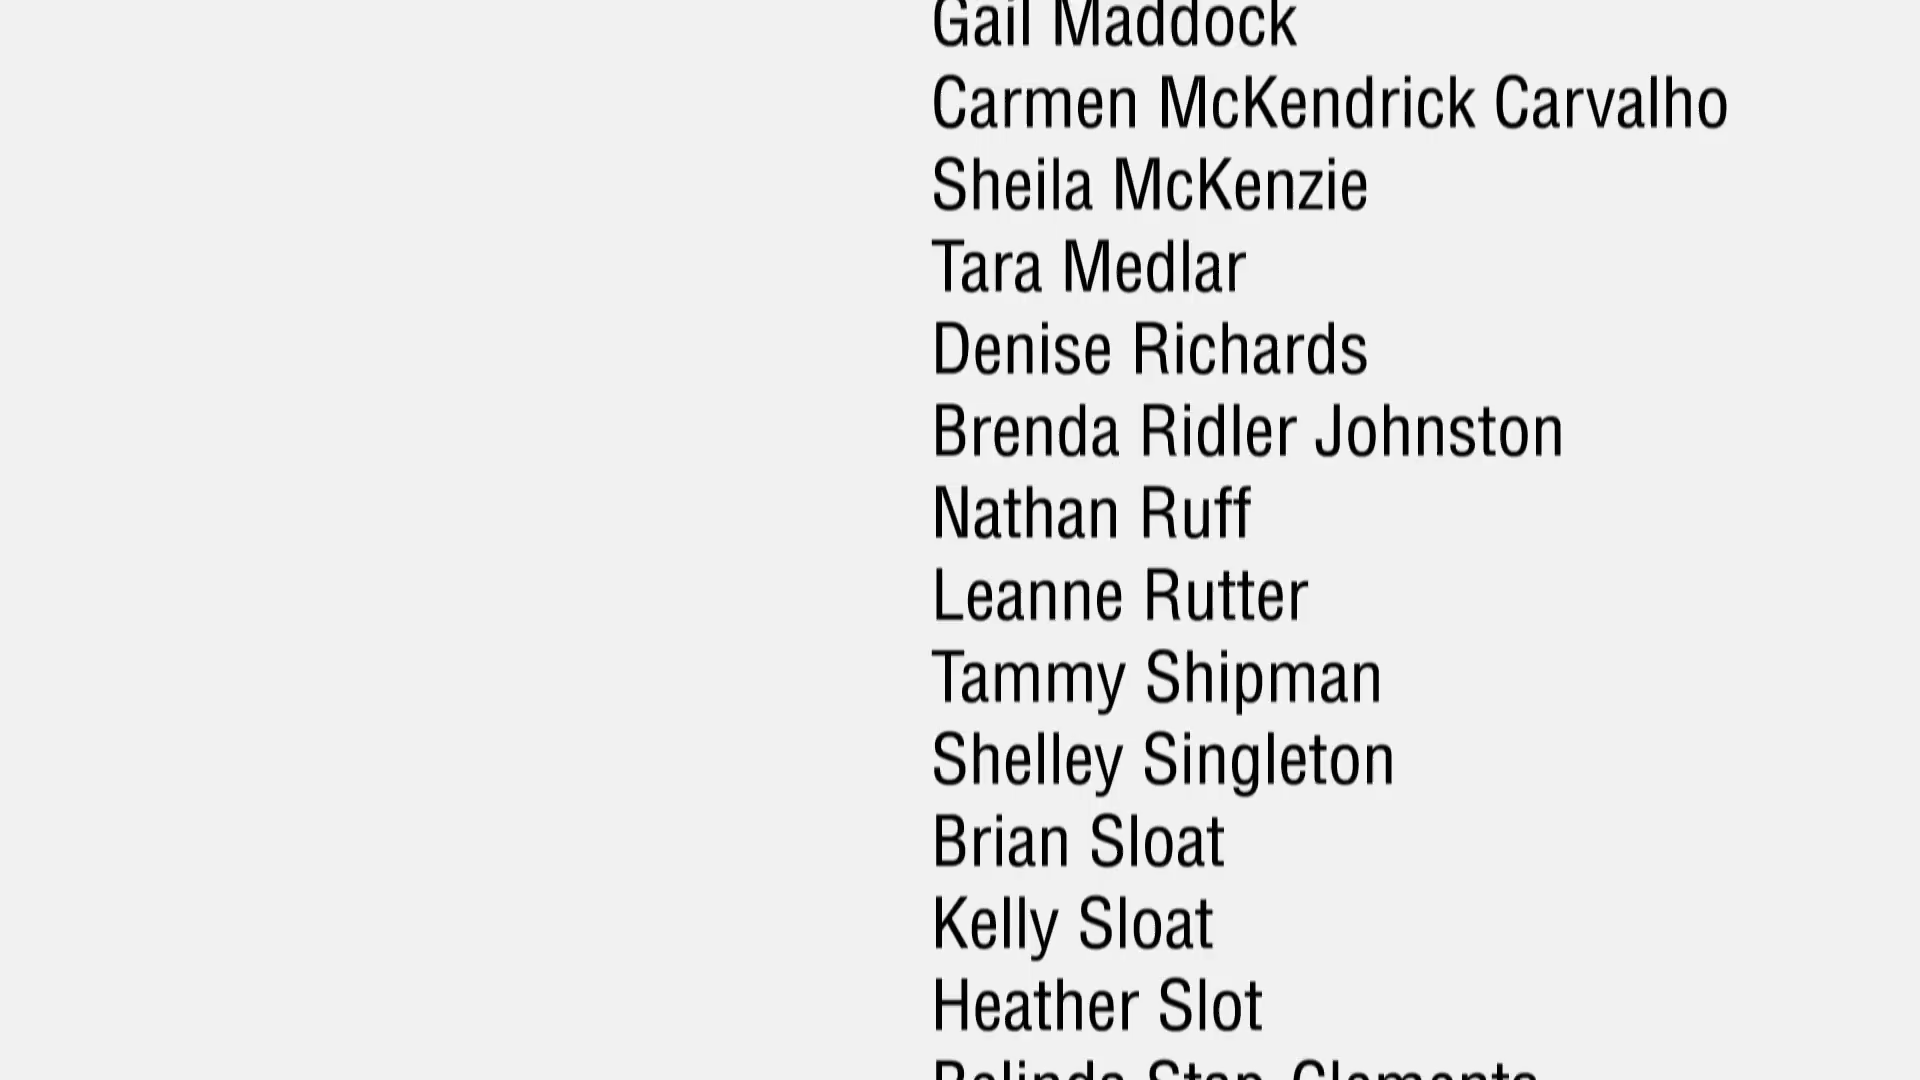 Gail Maddock
Carmen McKendrick Carvalho
Sheila McKenzie
Tara Medlar
Denise Richards
Brenda Ridler Johnston
Nathan Ruff
Leanne Rutter
Tammy Shipman
Shelley Singleton
Brian Sloat
Kelly Sloat
Heather Slot